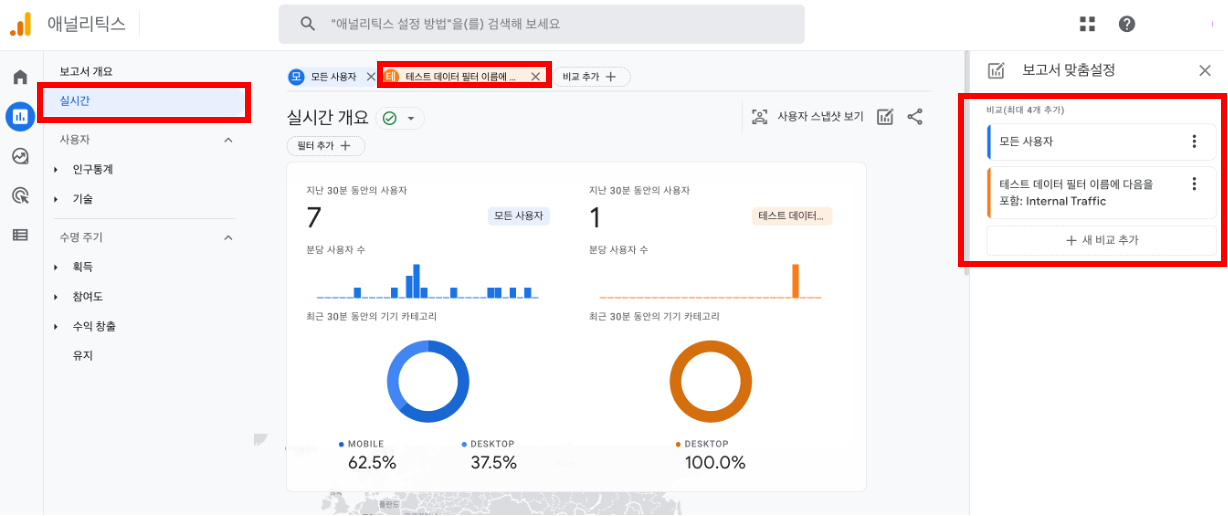 애널리틱스
"애널리틱스 설정 방법"을(를) 검색해 보세요
보고서 개요
실시간
사용자
인구통계
기술
수명 주기
획득
참여도
수익 창출
유지
모 모든 사용자
테 테스트 데이터 필터 이름에 ...
비교 추가
실시간 개요
사용자 스냅샷 보기
필터 추가
지난 30분 동안의 사용자
7
모든 사용자
분당 사용자 수
최근 30분 동안의 기기 카테고리
MOBILE
62.5%
DESKTOP
37.5%
지난 30분 동안의 사용자
1
테스트 데이터...
분당 사용자 수
최근 30분 동안의 기기 카테고리
DESKTOP
100.0%
폴란드
보고서 맞춤설정
비교(최대 4개 추가)
모든 사용자
테스트 데이터 필터 이름에 다음을
포함: Internal Traffic
새 비교 추가